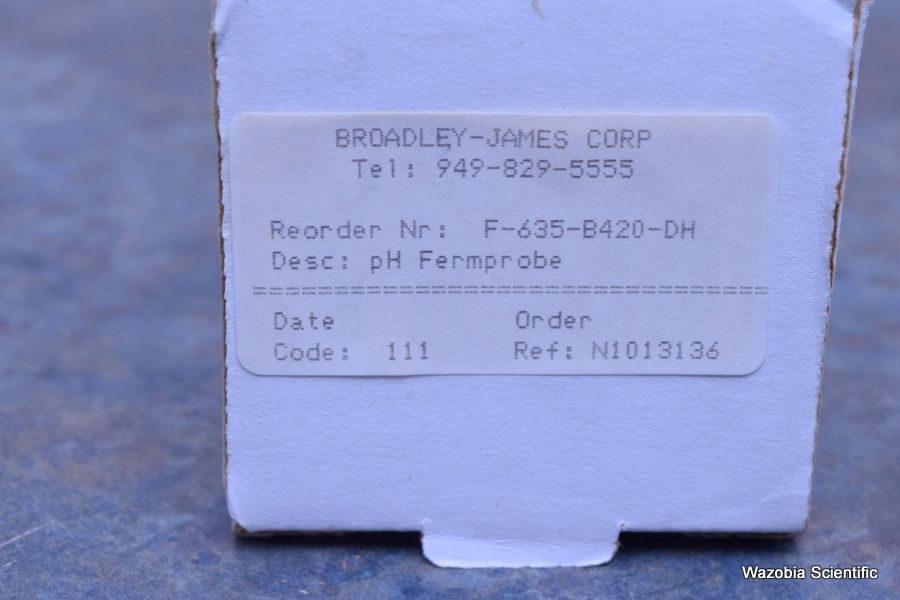 BROADLEY-JAMES CORP
Tel: 949-829-5555
Reorder Nr: F-635-B420-DH
Desc: pH Fermprobe
Date Order
Code: 111 Ref: N1013136
Wazobia Scientific